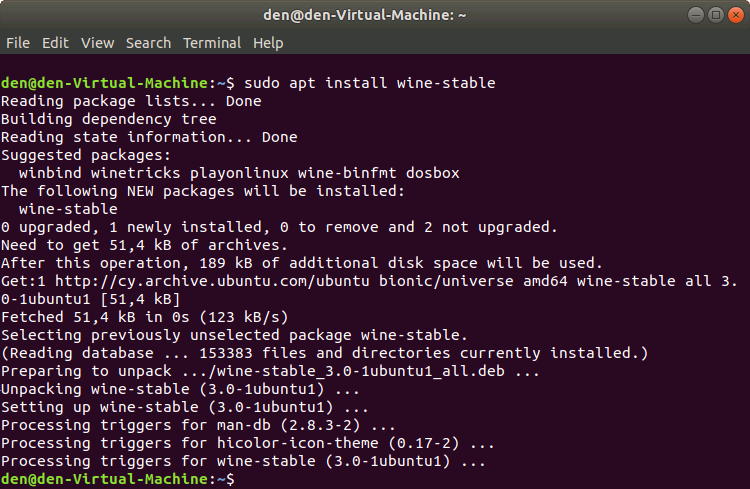 den@den-Virtual-Machine: ~
File Edit View Search Terminal Help
den@den-Virtual-Machine:~$ sudo apt install wine-stable
Reading package lists... Done
Building dependency tree
Reading state information... Done
Suggested packages:
  winbind winetricks playonlinux wine-binfmt dosbox
The following NEW packages will be installed:
  wine-stable
0 upgraded, 1 newly installed, 0 to remove and 2 not upgraded.
Need to get 51,4 kB of archives.
After this operation, 189 kB of additional disk space will be used.
Get:1 http://cy.archive.ubuntu.com/ubuntu bionic/universe amd64 wine-stable all 3.
0-1ubuntu1 [51,4 kB]
Fetched 51,4 kB in 0s (123 kB/s)
Selecting previously unselected package wine-stable.
(Reading database ... 153383 files and directories currently installed.)
Preparing to unpack .../wine-stable_3.0-1ubuntu1_all.deb ...
Unpacking wine-stable (3.0-1ubuntu1) ...
Setting up wine-stable (3.0-1ubuntu1) ...
Processing triggers for man-db (2.8.3-2) ...
Processing triggers for hicolor-icon-theme (0.17-2) ...
Processing triggers for wine-stable (3.0-1ubuntu1) ...
den@den-Virtual-Machine:~$